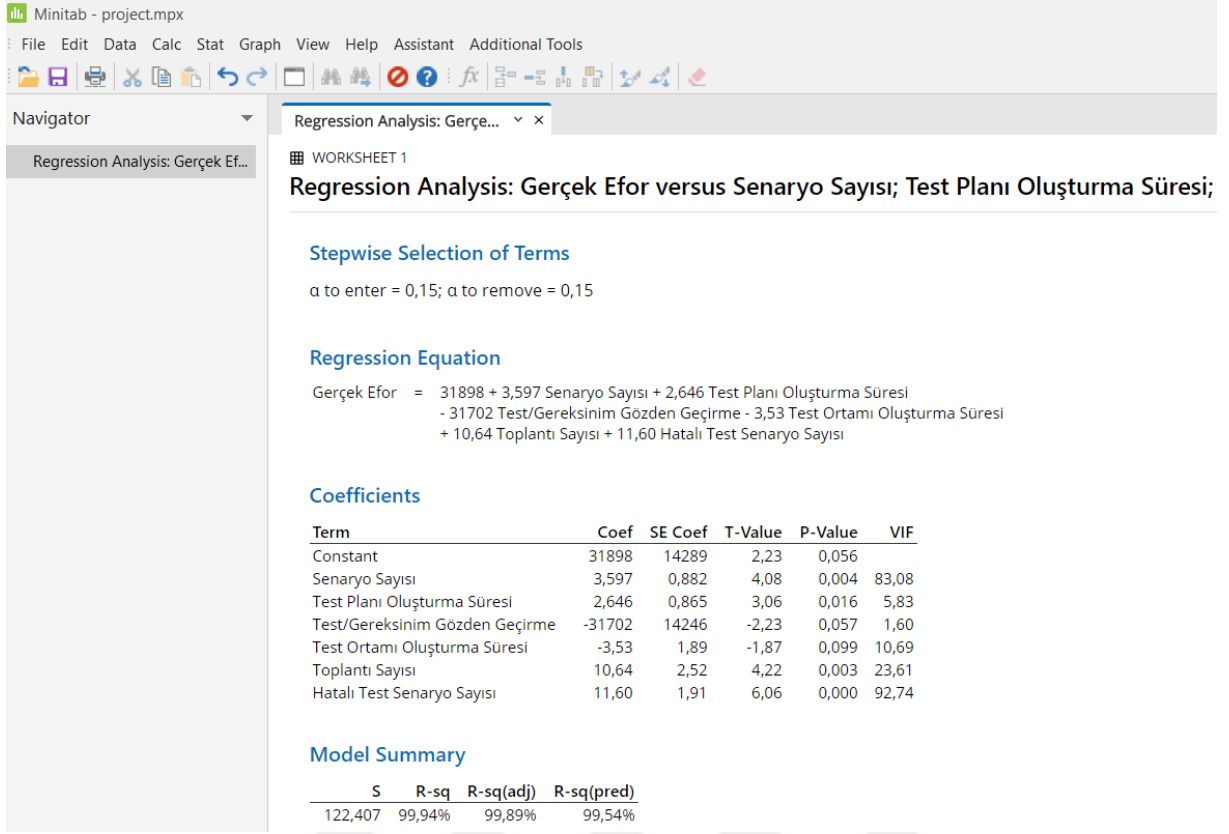 Minitab - project.mpx
File Edit Data Calc Stat Graph View Help Assistant Additional Tools
fx
Navigator
Regression Analysis: Gerçe...
Regression Analysis: Gerçek Ef...
WORKSHEET 1
Regression Analysis: Gerçek Efor versus Senaryo Sayısı; Test Planı Oluşturma Süresi;
Stepwise Selection of Terms
α to enter = 0,15; α to remove = 0,15
Regression Equation
Gerçek Efor = 31898 + 3,597 Senaryo Sayısı + 2,646 Test Planı Oluşturma Süresi
- 31702 Test/Gereksinim Gözden Geçirme - 3,53 Test Ortamı Oluşturma Süresi
+ 10,64 Toplantı Sayısı + 11,60 Hatalı Test Senaryo Sayısı
Coefficients
Term Coef SE Coef T-Value P-Value VIF
Constant 31898 14289 2,23 0,056
Senaryo Sayısı 3,597 0,882 4,08 0,004 83,08
Test Planı Oluşturma Süresi 2,646 0,865 3,06 0,016 5,83
Test/Gereksinim Gözden Geçirme -31702 14246 -2,23 0,057 1,60
Test Ortamı Oluşturma Süresi -3,53 1,89 -1,87 0,099 10,69
Toplantı Sayısı 10,64 2,52 4,22 0,003 23,61
Hatalı Test Senaryo Sayısı 11,60 1,91 6,06 0,000 92,74
Model Summary
S R-sq R-sq(adj) R-sq(pred)
122,407 99,94% 99,89% 99,54%